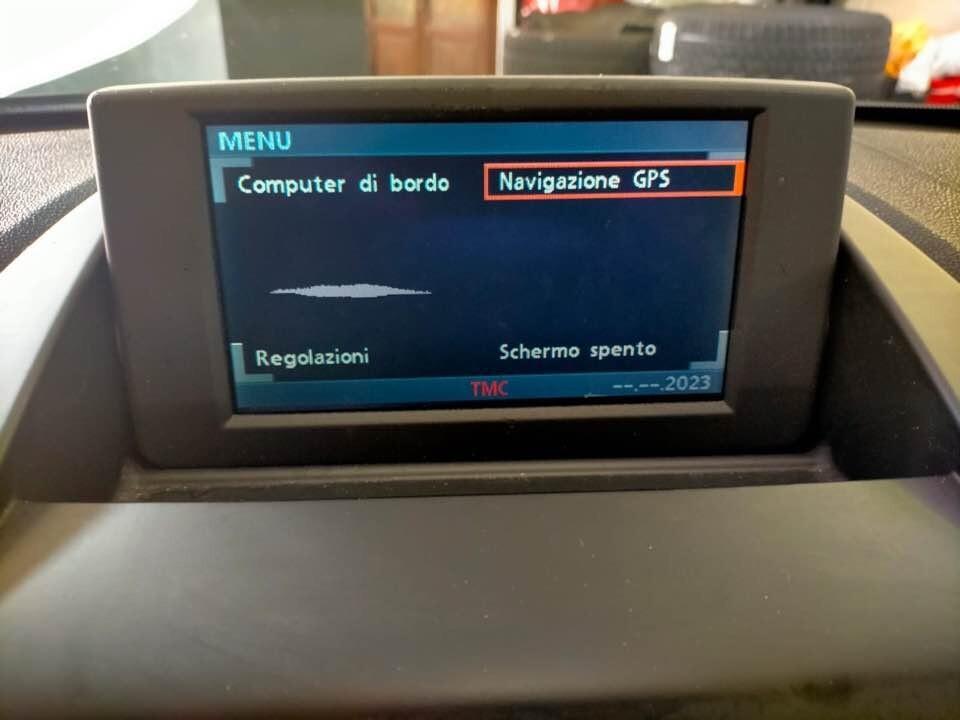 MENU
Computer di bordo
Navigazione GPS
Regolazioni
Schermo spento
TMC
--.--.2023